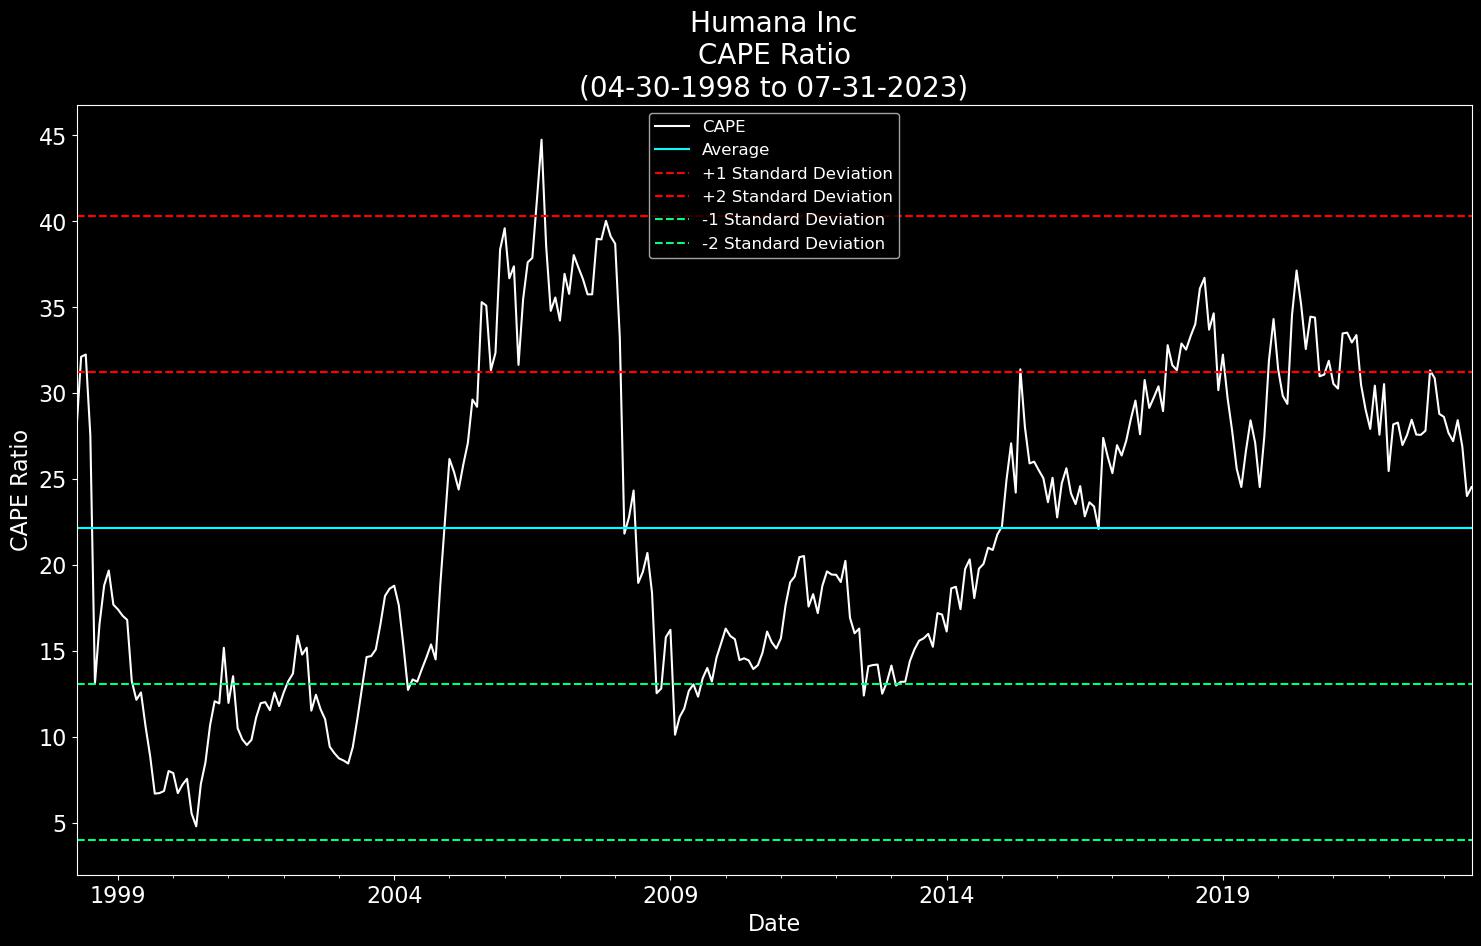 Humana Inc
CAPE Ratio
(04-30-1998 to 07-31-2023)
CAPE
Average
+1 Standard Deviation
+2 Standard Deviation
-1 Standard Deviation
-2 Standard Deviation
45
40
35
30
25
20
15
10
5
CAPE Ratio
1999
2004
2009
2014
2019
Date